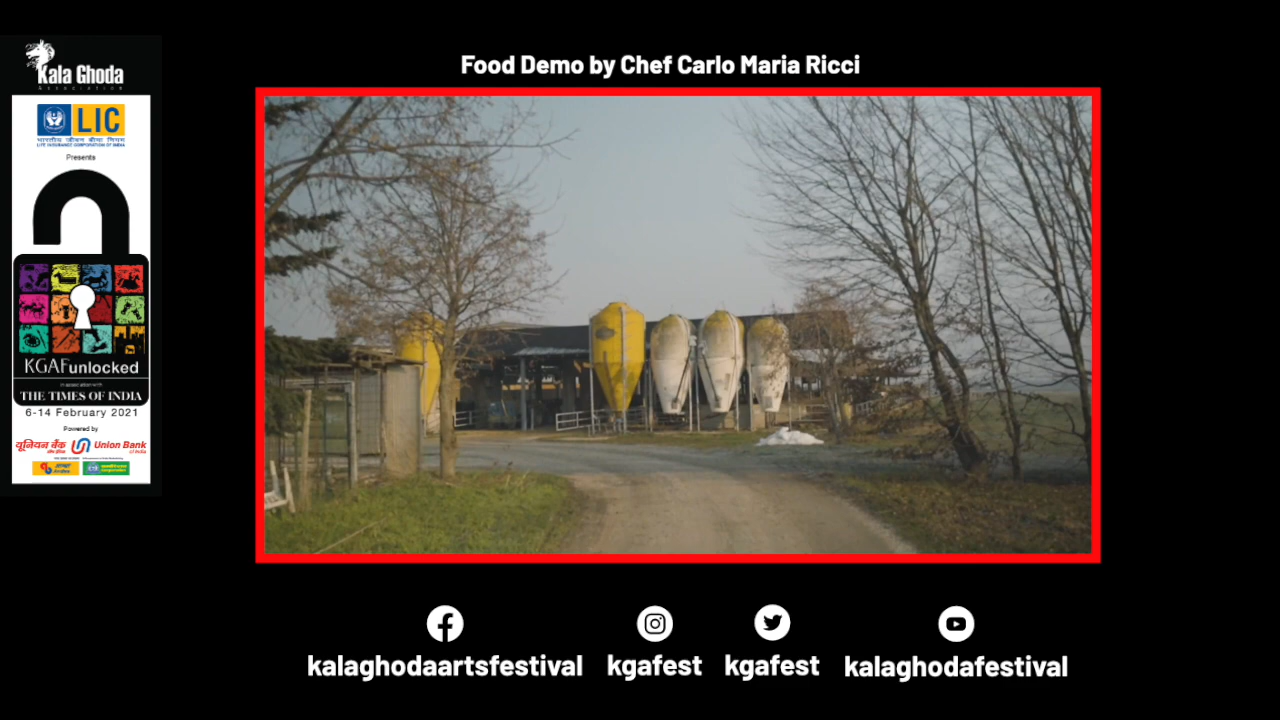 Food Demo by Chef Carlo Maria Ricci
Kala Ghoda
Association
LIC
भारतीय जीवन बीमा निगम
LIFE INSURANCE CORPORATION OF INDIA
Presents
KGAFunlocked
in association with
THE TIMES OF INDIA
6-14 February 2021
Powered by
यूनियन बैंक Union Bank
of India
kalaghodaartsfestival
kgafest
kgafest
kalaghodafestival